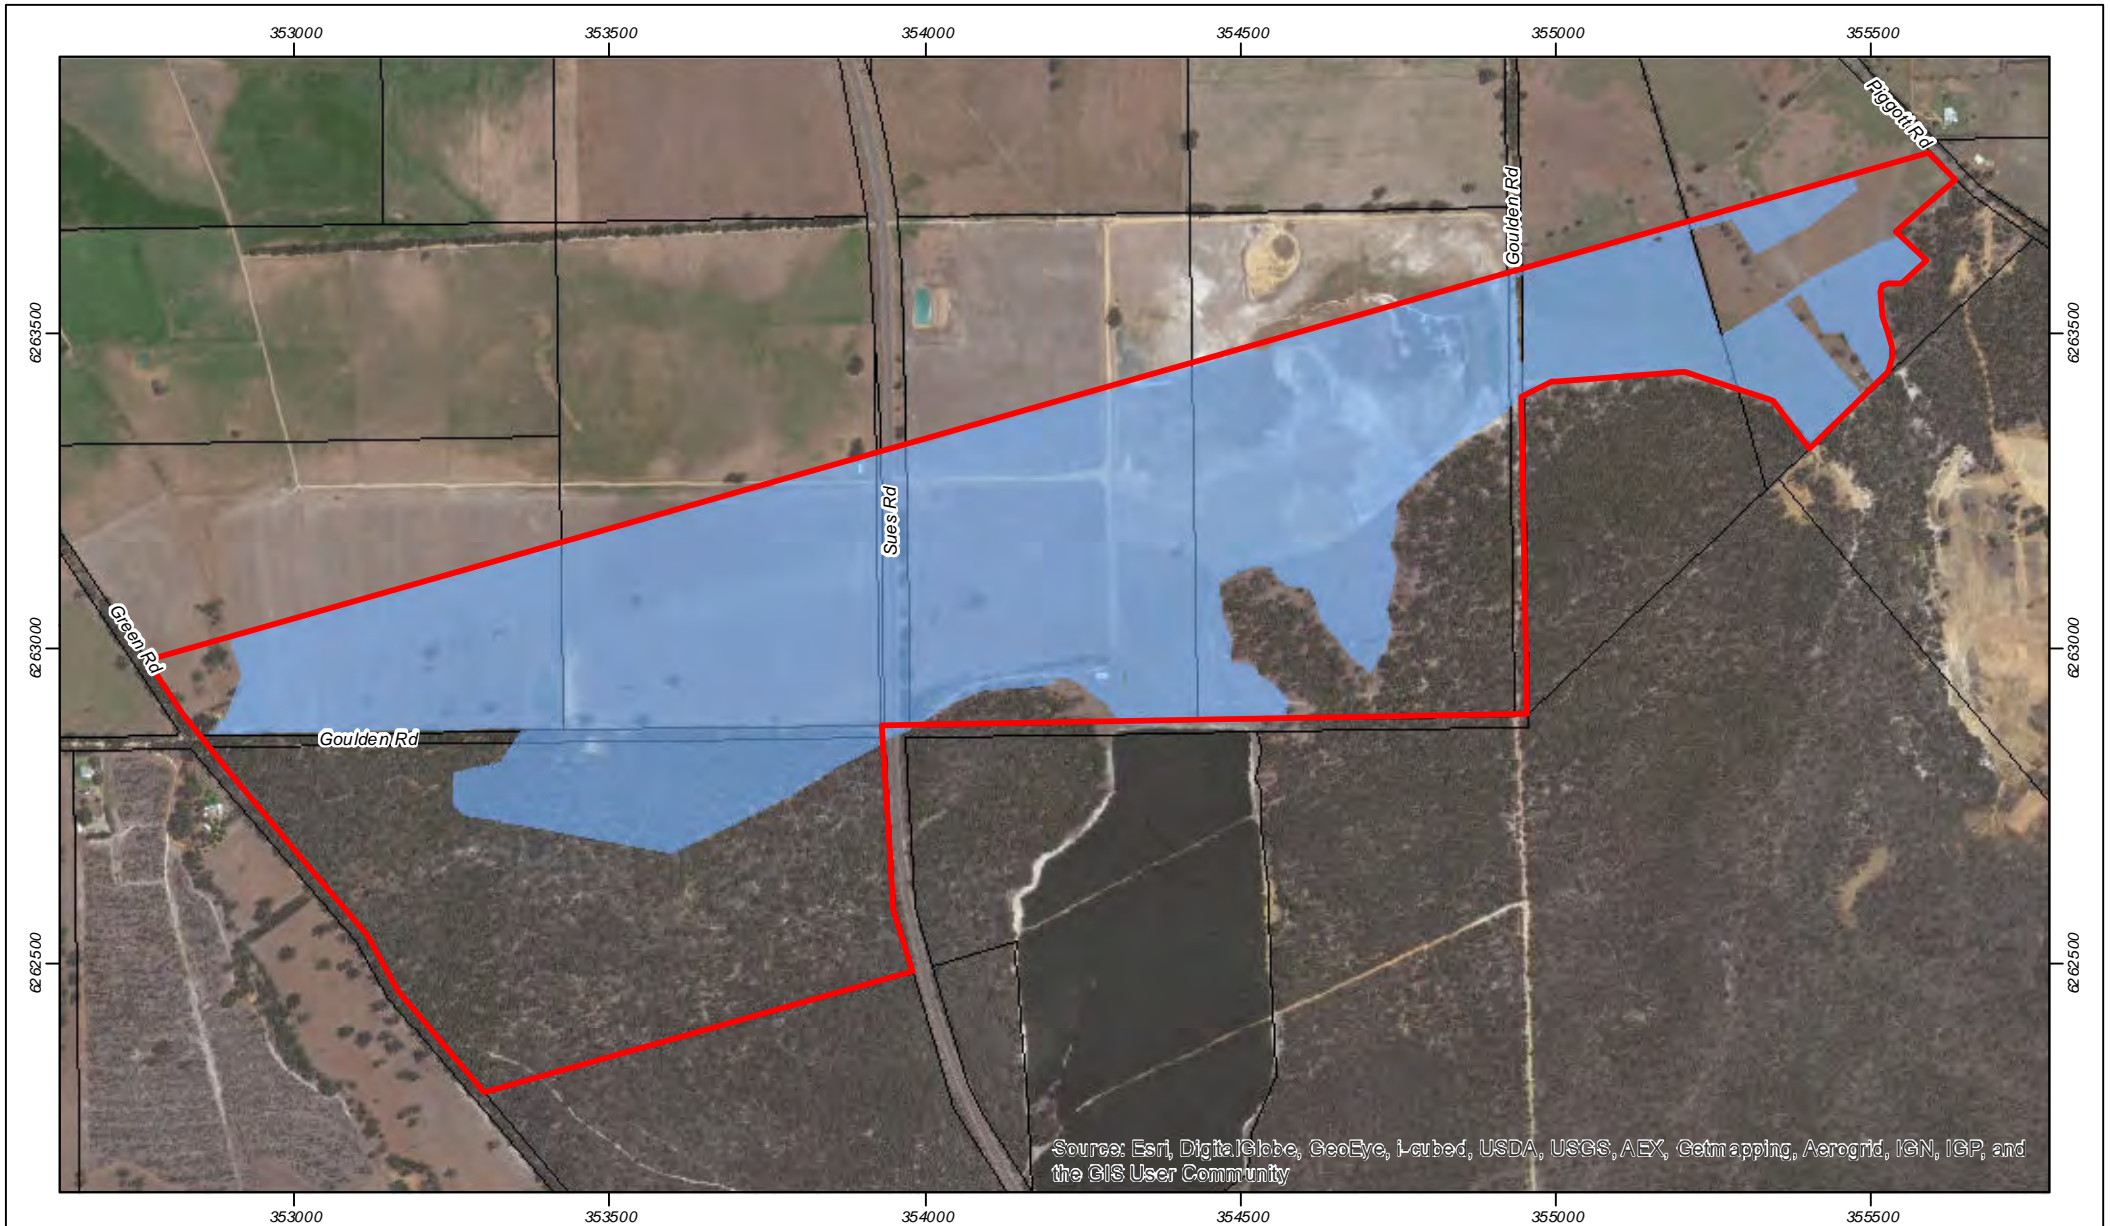 353000
353500
354000
354500
355000
355500
Piggott Rd
Goulden Rd
6263500
6263500
Sues Rd
Green Rd
6263000
6263000
Goulden Rd
6262500
6262500
Source: Esri, DigitalGlobe, GeoEye, i-cubed, USDA, USGS, AEX, Getmapping, Aerogrid, IGN, IGP, and
the GIS User Community
353000
353500
354000
354500
355000
355500